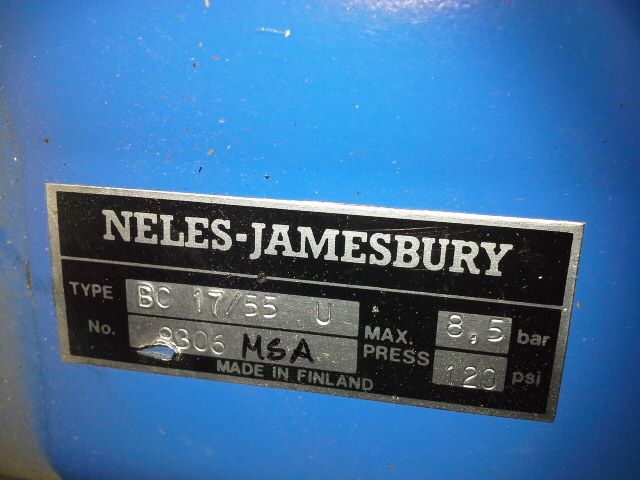 NELES-JAMESBURY
TYPE BC 17/55 U
No. 9306 MSA
MAX. PRESS 8,5 bar
120 psi
MADE IN FINLAND